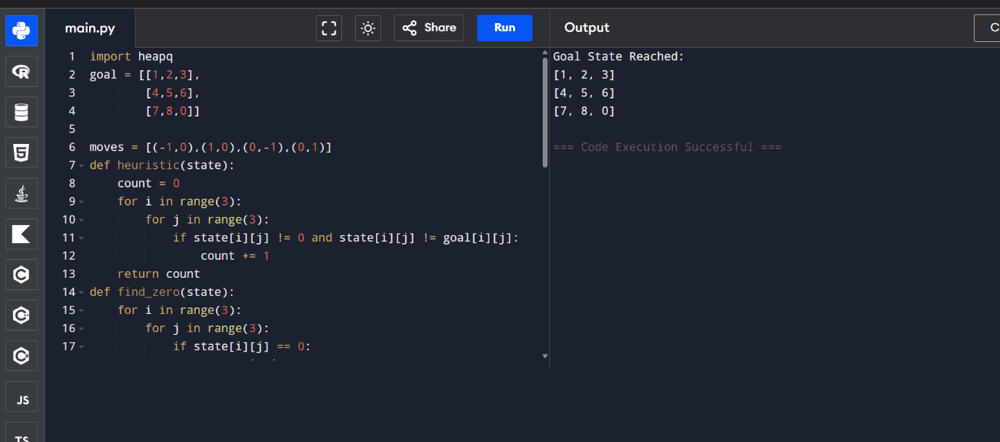 main.py
Share
Run
Output
C
1 import heapq
2 goal = [[1,2,3],
3 [4,5,6],
4 [7,8,0]]
5
6 moves = [(-1,0),(1,0),(0,-1),(0,1)]
7 def heuristic(state):
8 count = 0
9 for i in range(3):
10 for j in range(3):
11 if state[i][j] != 0 and state[i][j] != goal[i][j]:
12 count += 1
13 return count
14 def find_zero(state):
15 for i in range(3):
16 for j in range(3):
17 if state[i][j] == 0:
Goal State Reached:
[1, 2, 3]
[4, 5, 6]
[7, 8, 0]
=== Code Execution Successful ===
JS
TS